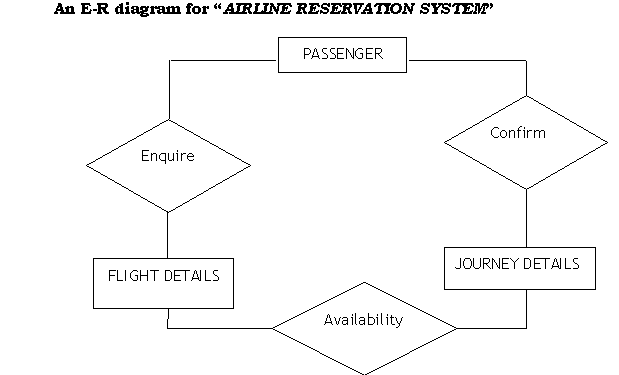 An E-R diagram for “AIRLINE RESERVATION SYSTEM’
PASSENGER
Confirm
Enquire
JOURNEY DETAILS
FLIGHT DETAILS
Availability